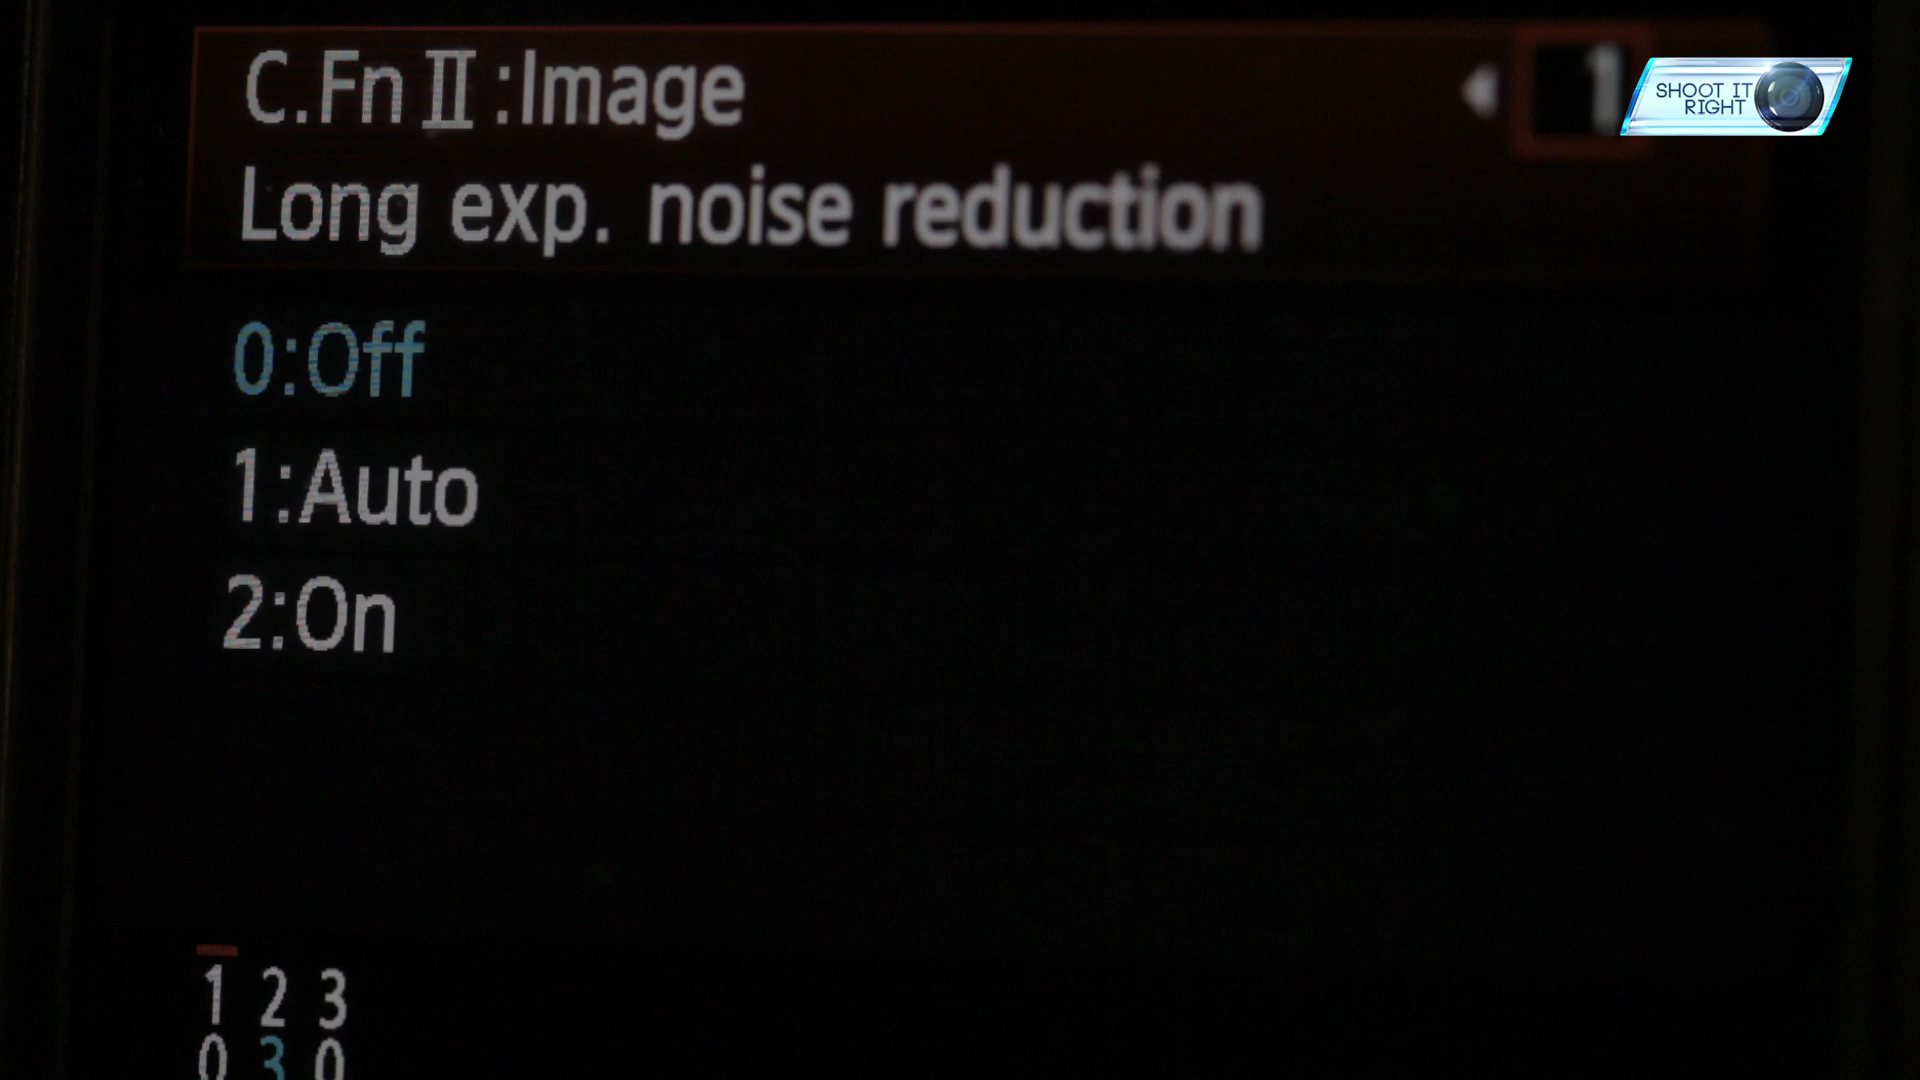 C.Fn II :Image
1
SHOOT IT
RIGHT
Long exp. noise reduction
0:Off
1:Auto
2:On
1 2 3
0 3 0